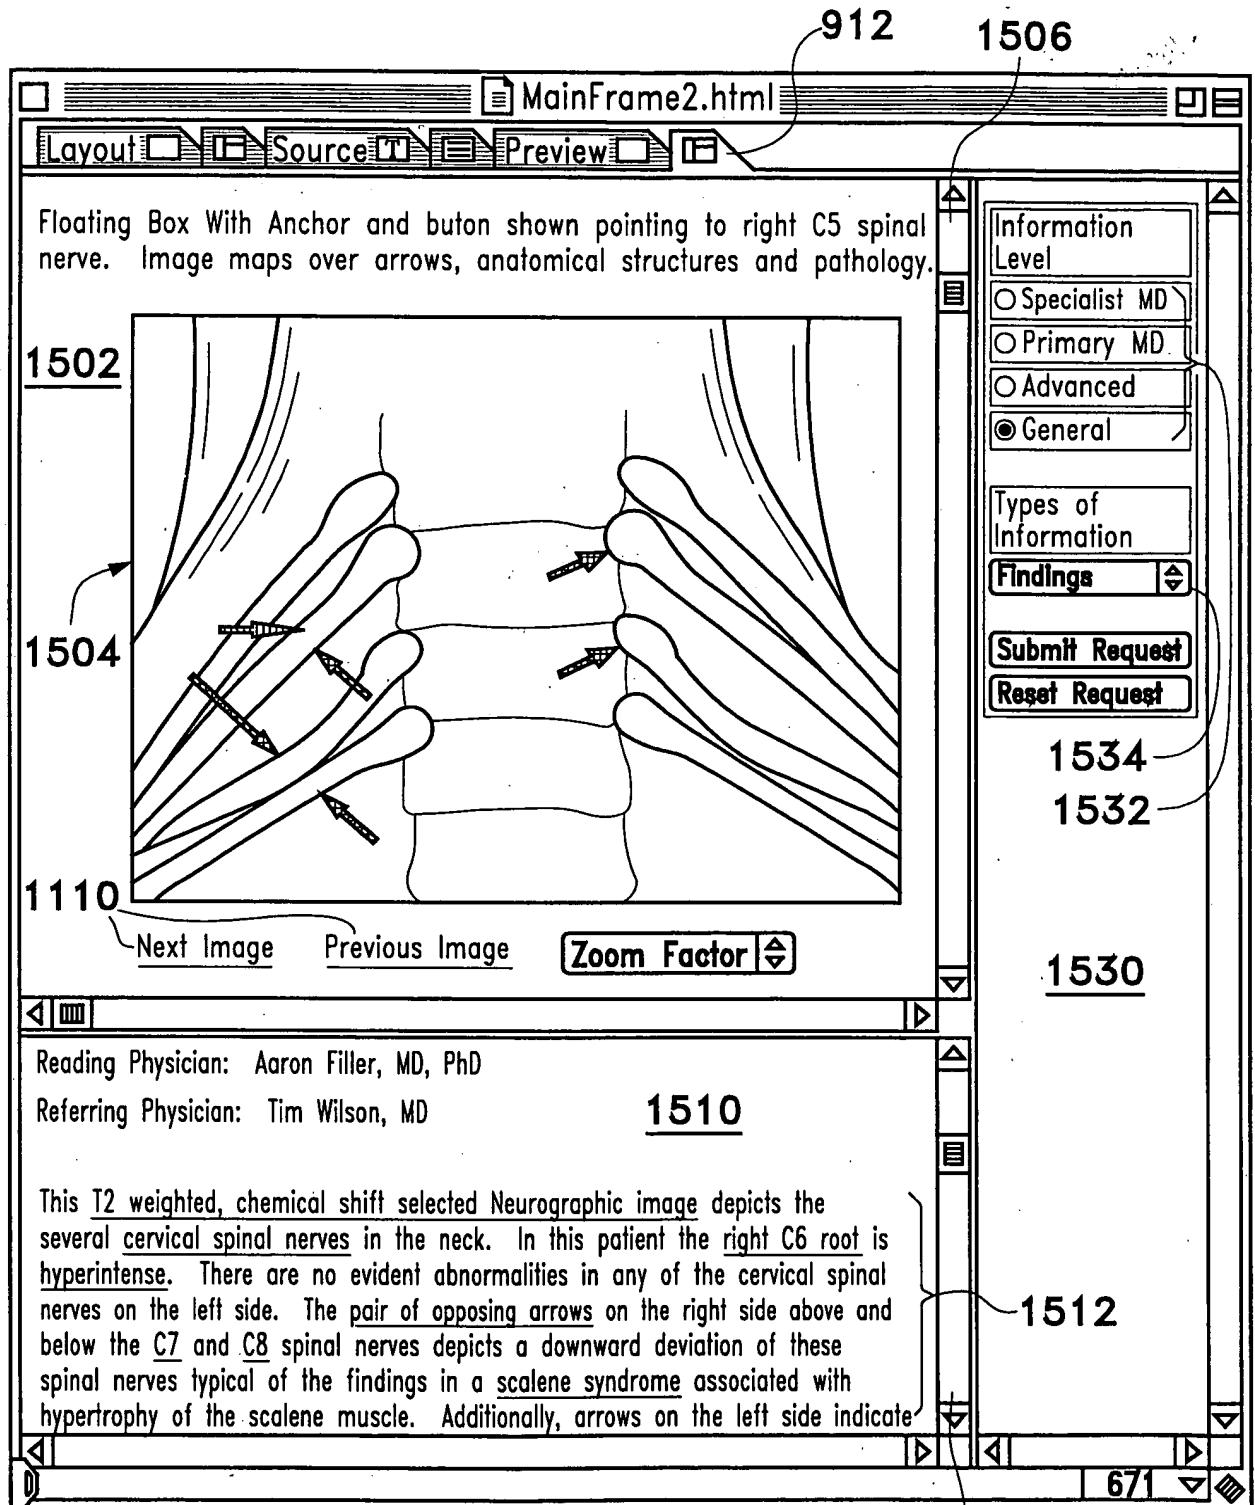 912
1506
MainFrame2.html
Layout Source T Preview
Floating Box With Anchor and buton shown pointing to right C5 spinal
nerve. Image maps over arrows, anatomical structures and pathology.
1502
1504
1110
Next Image Previous Image Zoom Factor
Information
Level
Specialist MD
Primary MD
Advanced
General
Types of
Information
Findings
Submit Request
Reset Request
1534
1532
1530
Reading Physician: Aaron Filler, MD, PhD
Referring Physician: Tim Wilson, MD
1510
This T2 weighted, chemical shift selected Neurographic image depicts the
several cervical spinal nerves in the neck. In this patient the right C6 root is
hyperintense. There are no evident abnormalities in any of the cervical spinal
nerves on the left side. The pair of opposing arrows on the right side above and
below the C7 and C8 spinal nerves depicts a downward deviation of these
spinal nerves typical of the findings in a scalene syndrome associated with
hypertrophy of the scalene muscle. Additionally, arrows on the left side indicate
1512
671